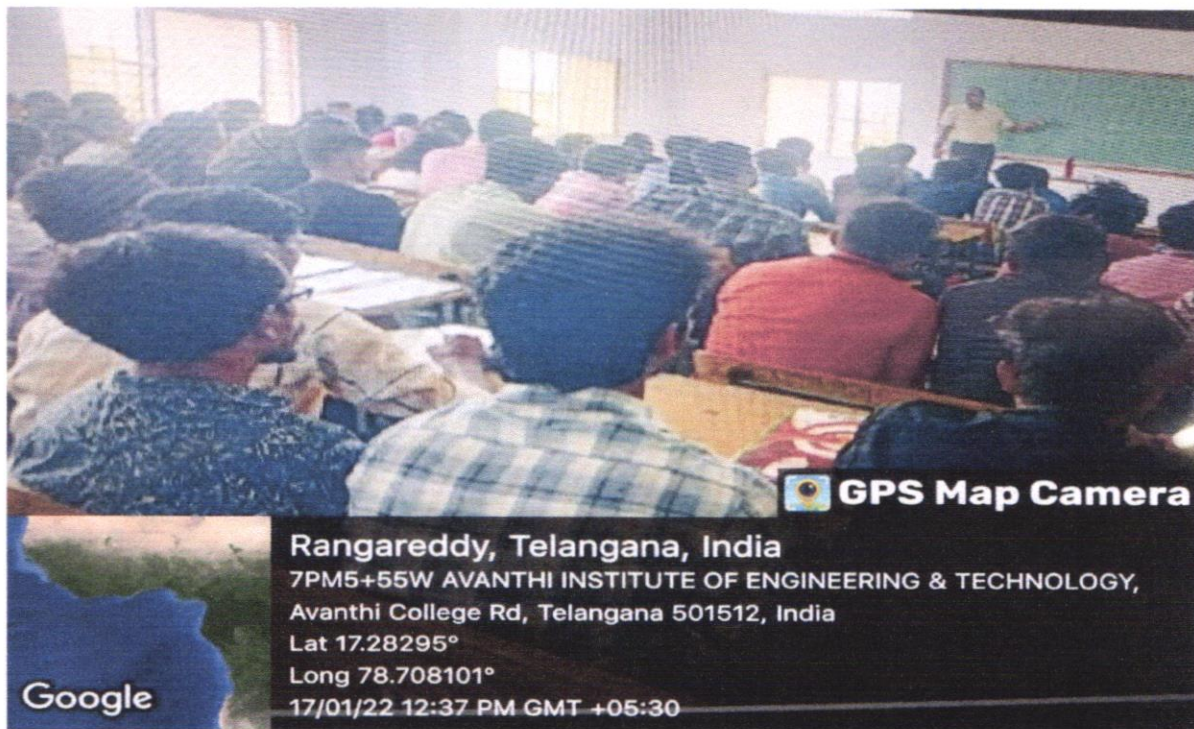 GPS Map Camera
Rangareddy, Telangana, India
7PM5+55W AVANTHI INSTITUTE OF ENGINEERING & TECHNOLOGY,
Avanthi College Rd, Telangana 501512, India
Lat 17.28295°
Long 78.708101°
17/01/22 12:37 PM GMT +05:30
Google